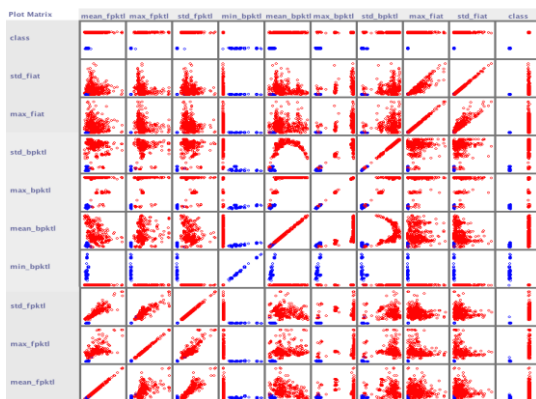 Plot Matrix mean_fpktl max_fpktl std_fpktl min_bpktl mean_bpktl max_bpktl std_bpktl max_fiat std_fiat class
class
std_fiat
max_fiat
std_bpktl
max_bpktl
mean_bpktl
min_bpktl
std_fpktl
max_fpktl
mean_fpktl